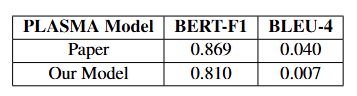 PLASMA Model BERT-F1 BLEU-4
Paper 0.869 0.040
Our Model 0.810 0.007